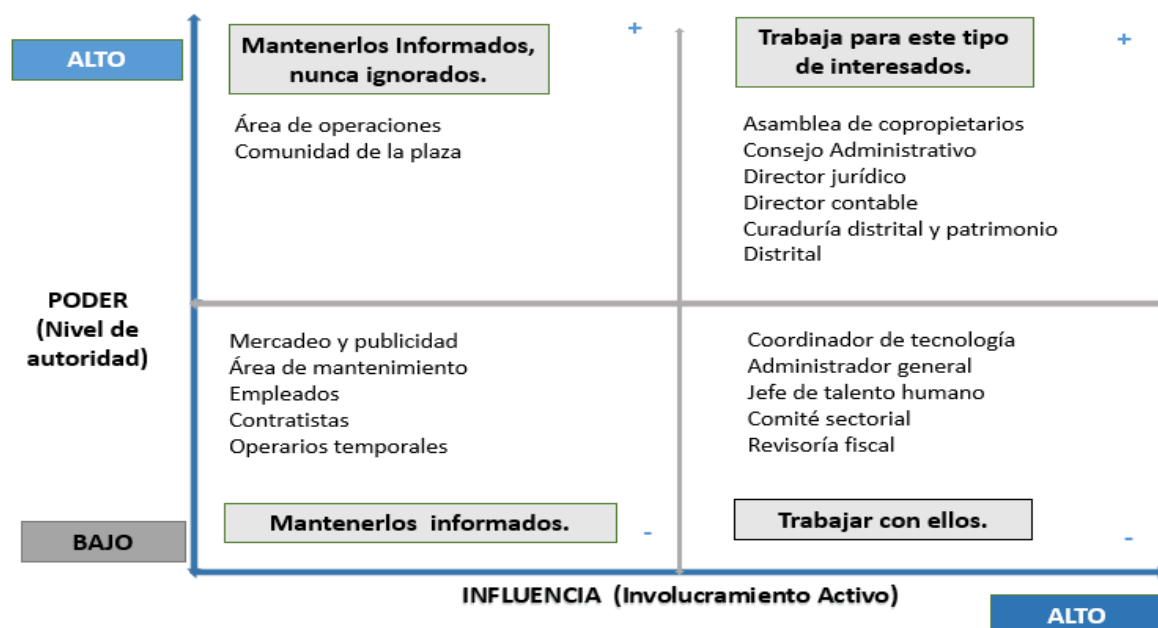 ALTO
Mantenerlos Informados,
nunca ignorados.
+
Trabaja para este tipo
de interesados.
+
Área de operaciones
Comunidad de la plaza
Asamblea de copropietarios
Consejo Administrativo
Director jurídico
Director contable
Curaduría distrital y patrimonio
Distrital
PODER
(Nivel de
autoridad)
Mercadeo y publicidad
Área de mantenimiento
Empleados
Contratistas
Operarios temporales
Coordinador de tecnología
Administrador general
Jefe de talento humano
Comité sectorial
Revisoría fiscal
BAJO
Mantenerlos informados.
-
Trabajar con ellos.
-
INFLUENCIA (Involucramiento Activo)
ALTO